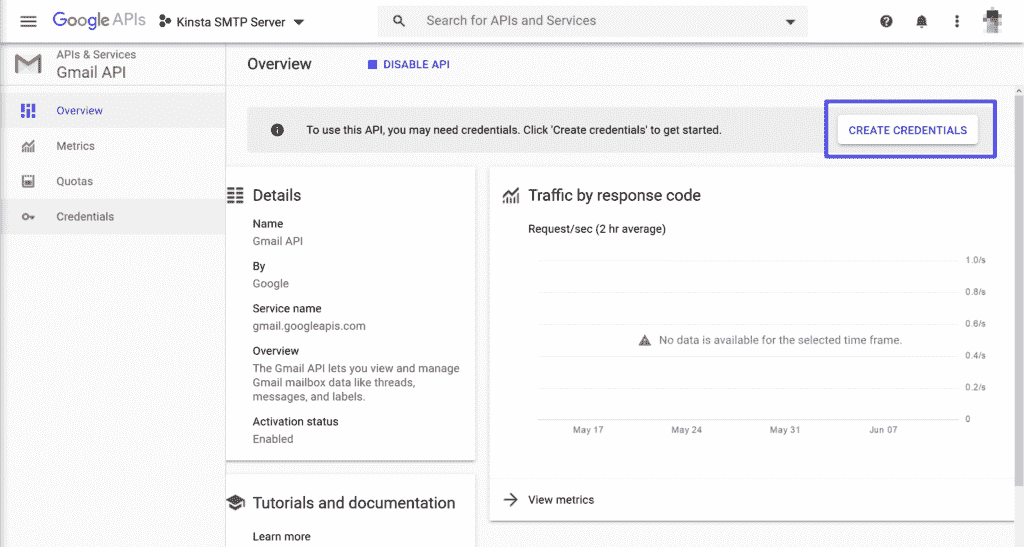 Google APIs
Kinsta SMTP Server
Search for APIs and Services
APIs & Services
Gmail API
Overview
DISABLE API
Overview
Metrics
Quotas
Credentials
To use this API, you may need credentials. Click 'Create credentials' to get started.
CREATE CREDENTIALS
Details
Name
Gmail API
By
Google
Service name
gmail.googleapis.com
Overview
The Gmail API lets you view and manage
Gmail mailbox data like threads,
messages, and labels.
Activation status
Enabled
Tutorials and documentation
Learn more
Traffic by response code
Request/sec (2 hr average)
1.0/s
0.8/s
0.6/s
No data is available for the selected time frame.
0.4/s
0.2/s
0
May 17 May 24 May 31 Jun 07
View metrics